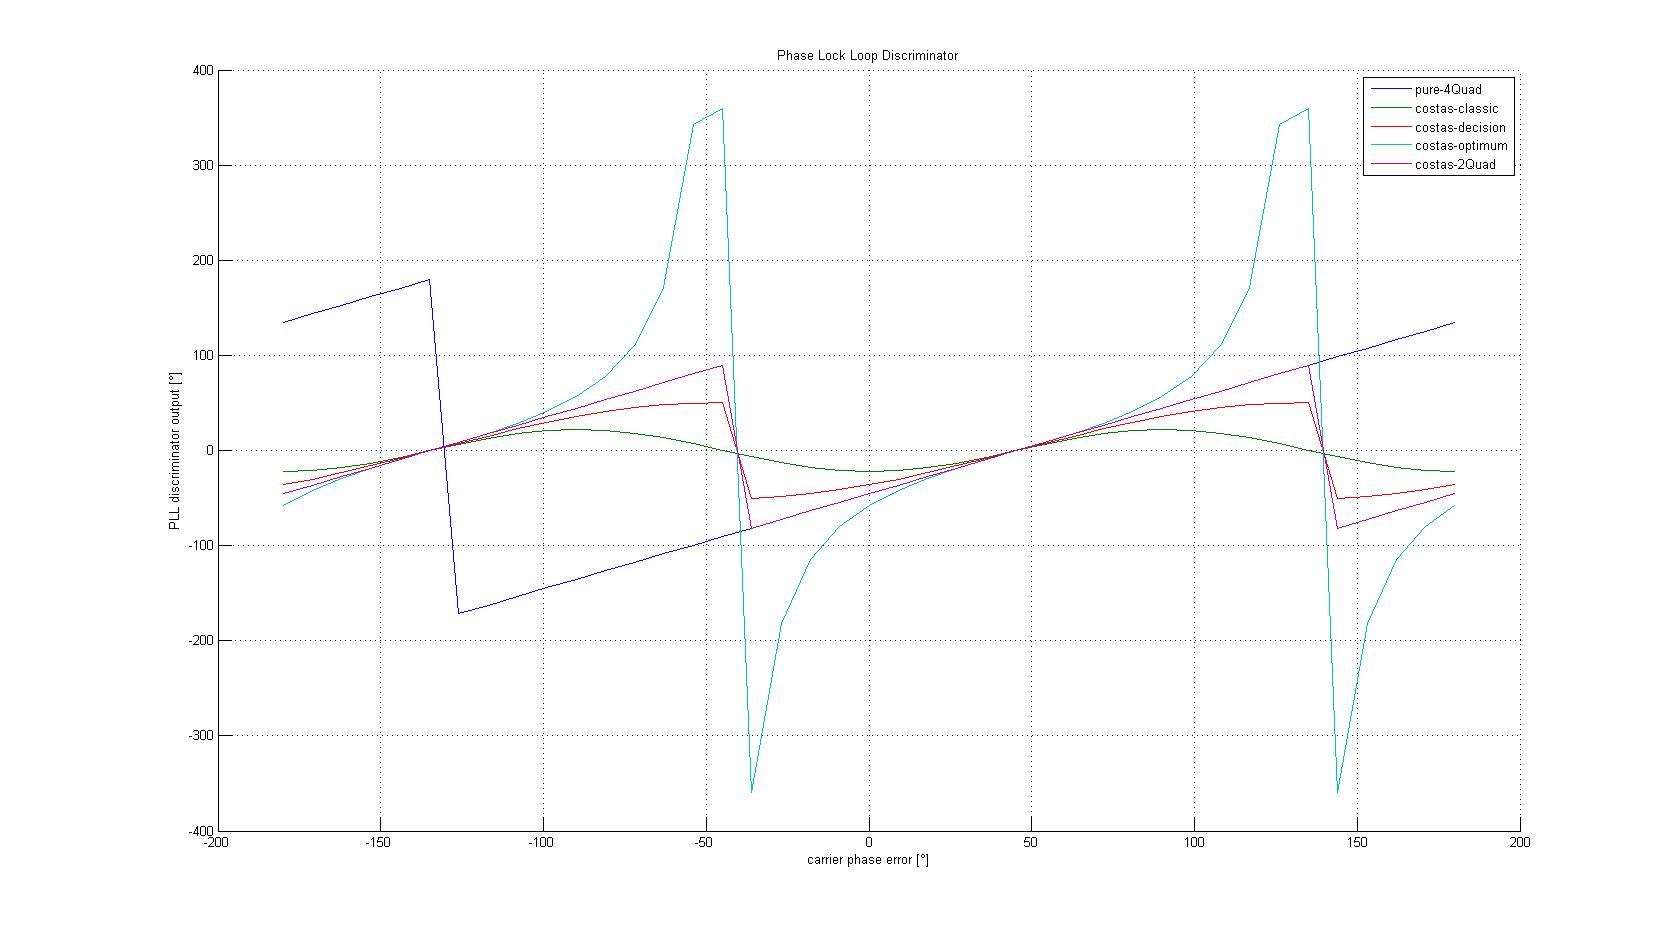 Phase Lock Loop Discriminator
400
300
200
100
0
-100
-200
-300
-400
PLL discriminator output [°]
-200 -150 -100 -50 0 50 100 150 200
carrier phase error [°]
pure-4Quad
costas-classic
costas-decision
costas-optimum
costas-2Quad